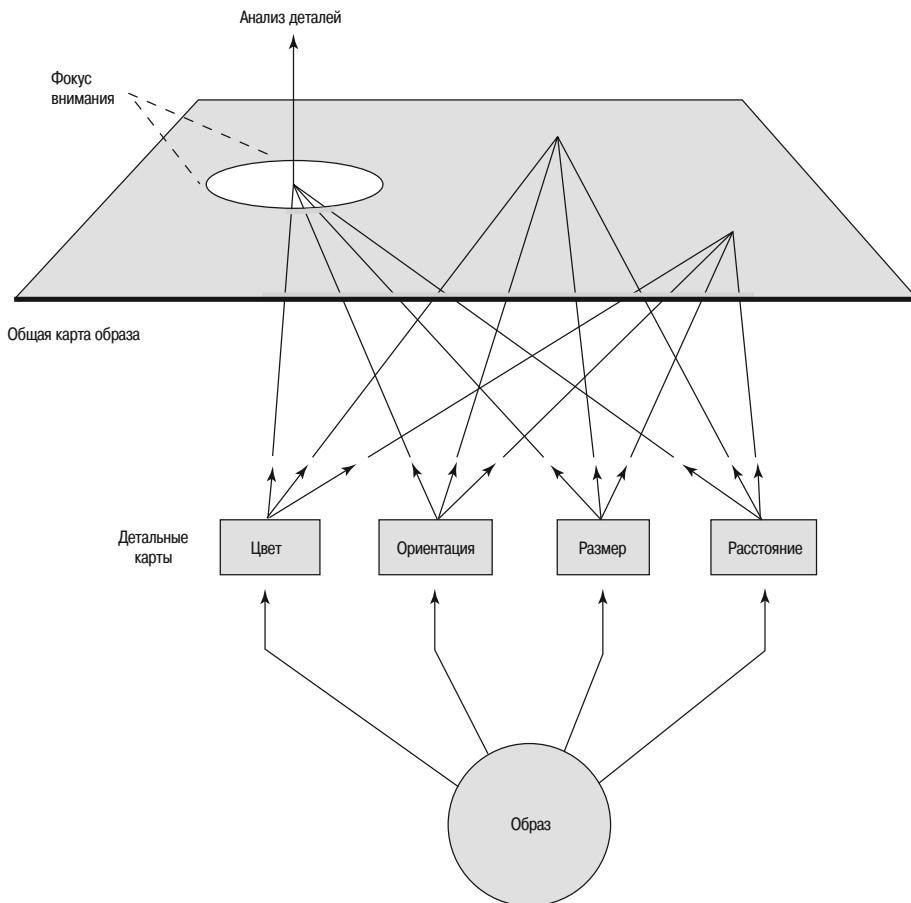 Анализ деталей
Фокус
внимания
Общая карта образа
Детальные
карты
Цвет
Ориентация
Размер
Расстояние
Образ